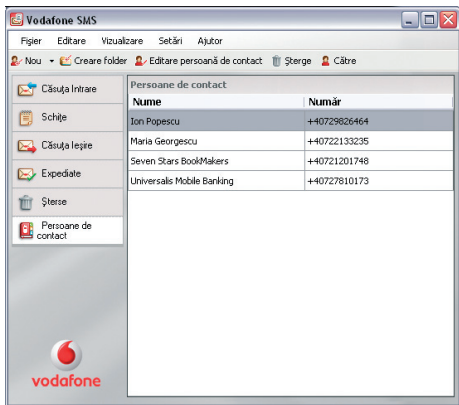 Vodafone SMS
Fişier Editare Vizualizare Setări Ajutor
Nou Creare folder Editare persoană de contact Şterge Către
Căsuţa Intrare
Schiţe
Căsuţa Ieşire
Expediate
Şterse
Persoane de
contact
Persoane de contact
Nume Număr
Ion Popescu +40729826464
Maria Georgescu +40722133235
Seven Stars BookMakers +40721201748
Universalis Mobile Banking +40727810173
vodafone